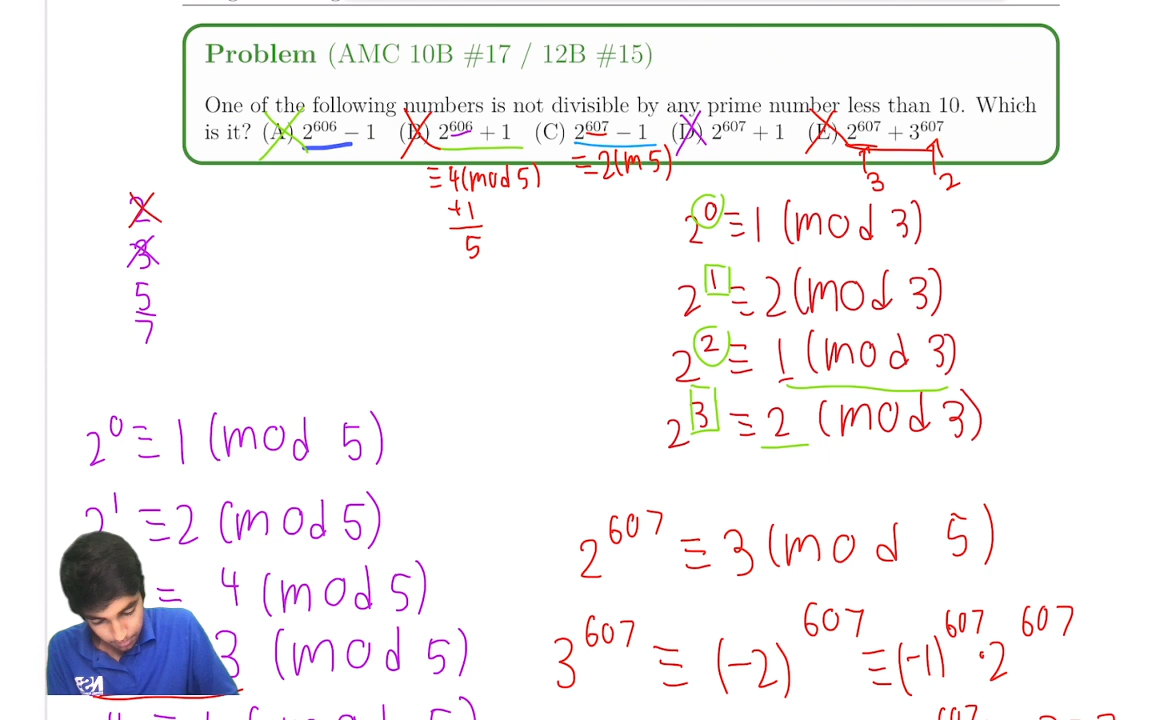 Problem (AMC 10B #17 / 12B #15)
One of the following numbers is not divisible by any prime number less than 10. Which
is it? (A) 2^606 − 1 (B) 2^606 + 1 (C) 2^607 − 1 (D) 2^607 + 1 (E) 2^607 + 3^607
≡ 4 (mod 5)
+1
5
≡ 2 (m 5)
3
2
2
3
5
7
2^0 ≡ 1 (mod 3)
2^1 ≡ 2 (mod 3)
2^2 ≡ 1 (mod 3)
2^3 ≡ 2 (mod 3)
2^0 ≡ 1 (mod 5)
2^1 ≡ 2 (mod 5)
≡ 4 (mod 5)
3 (mod 5)
2^607 ≡ 3 (mod 5)
3^607 ≡ (-2)^607 ≡ (-1)^607 · 2^607